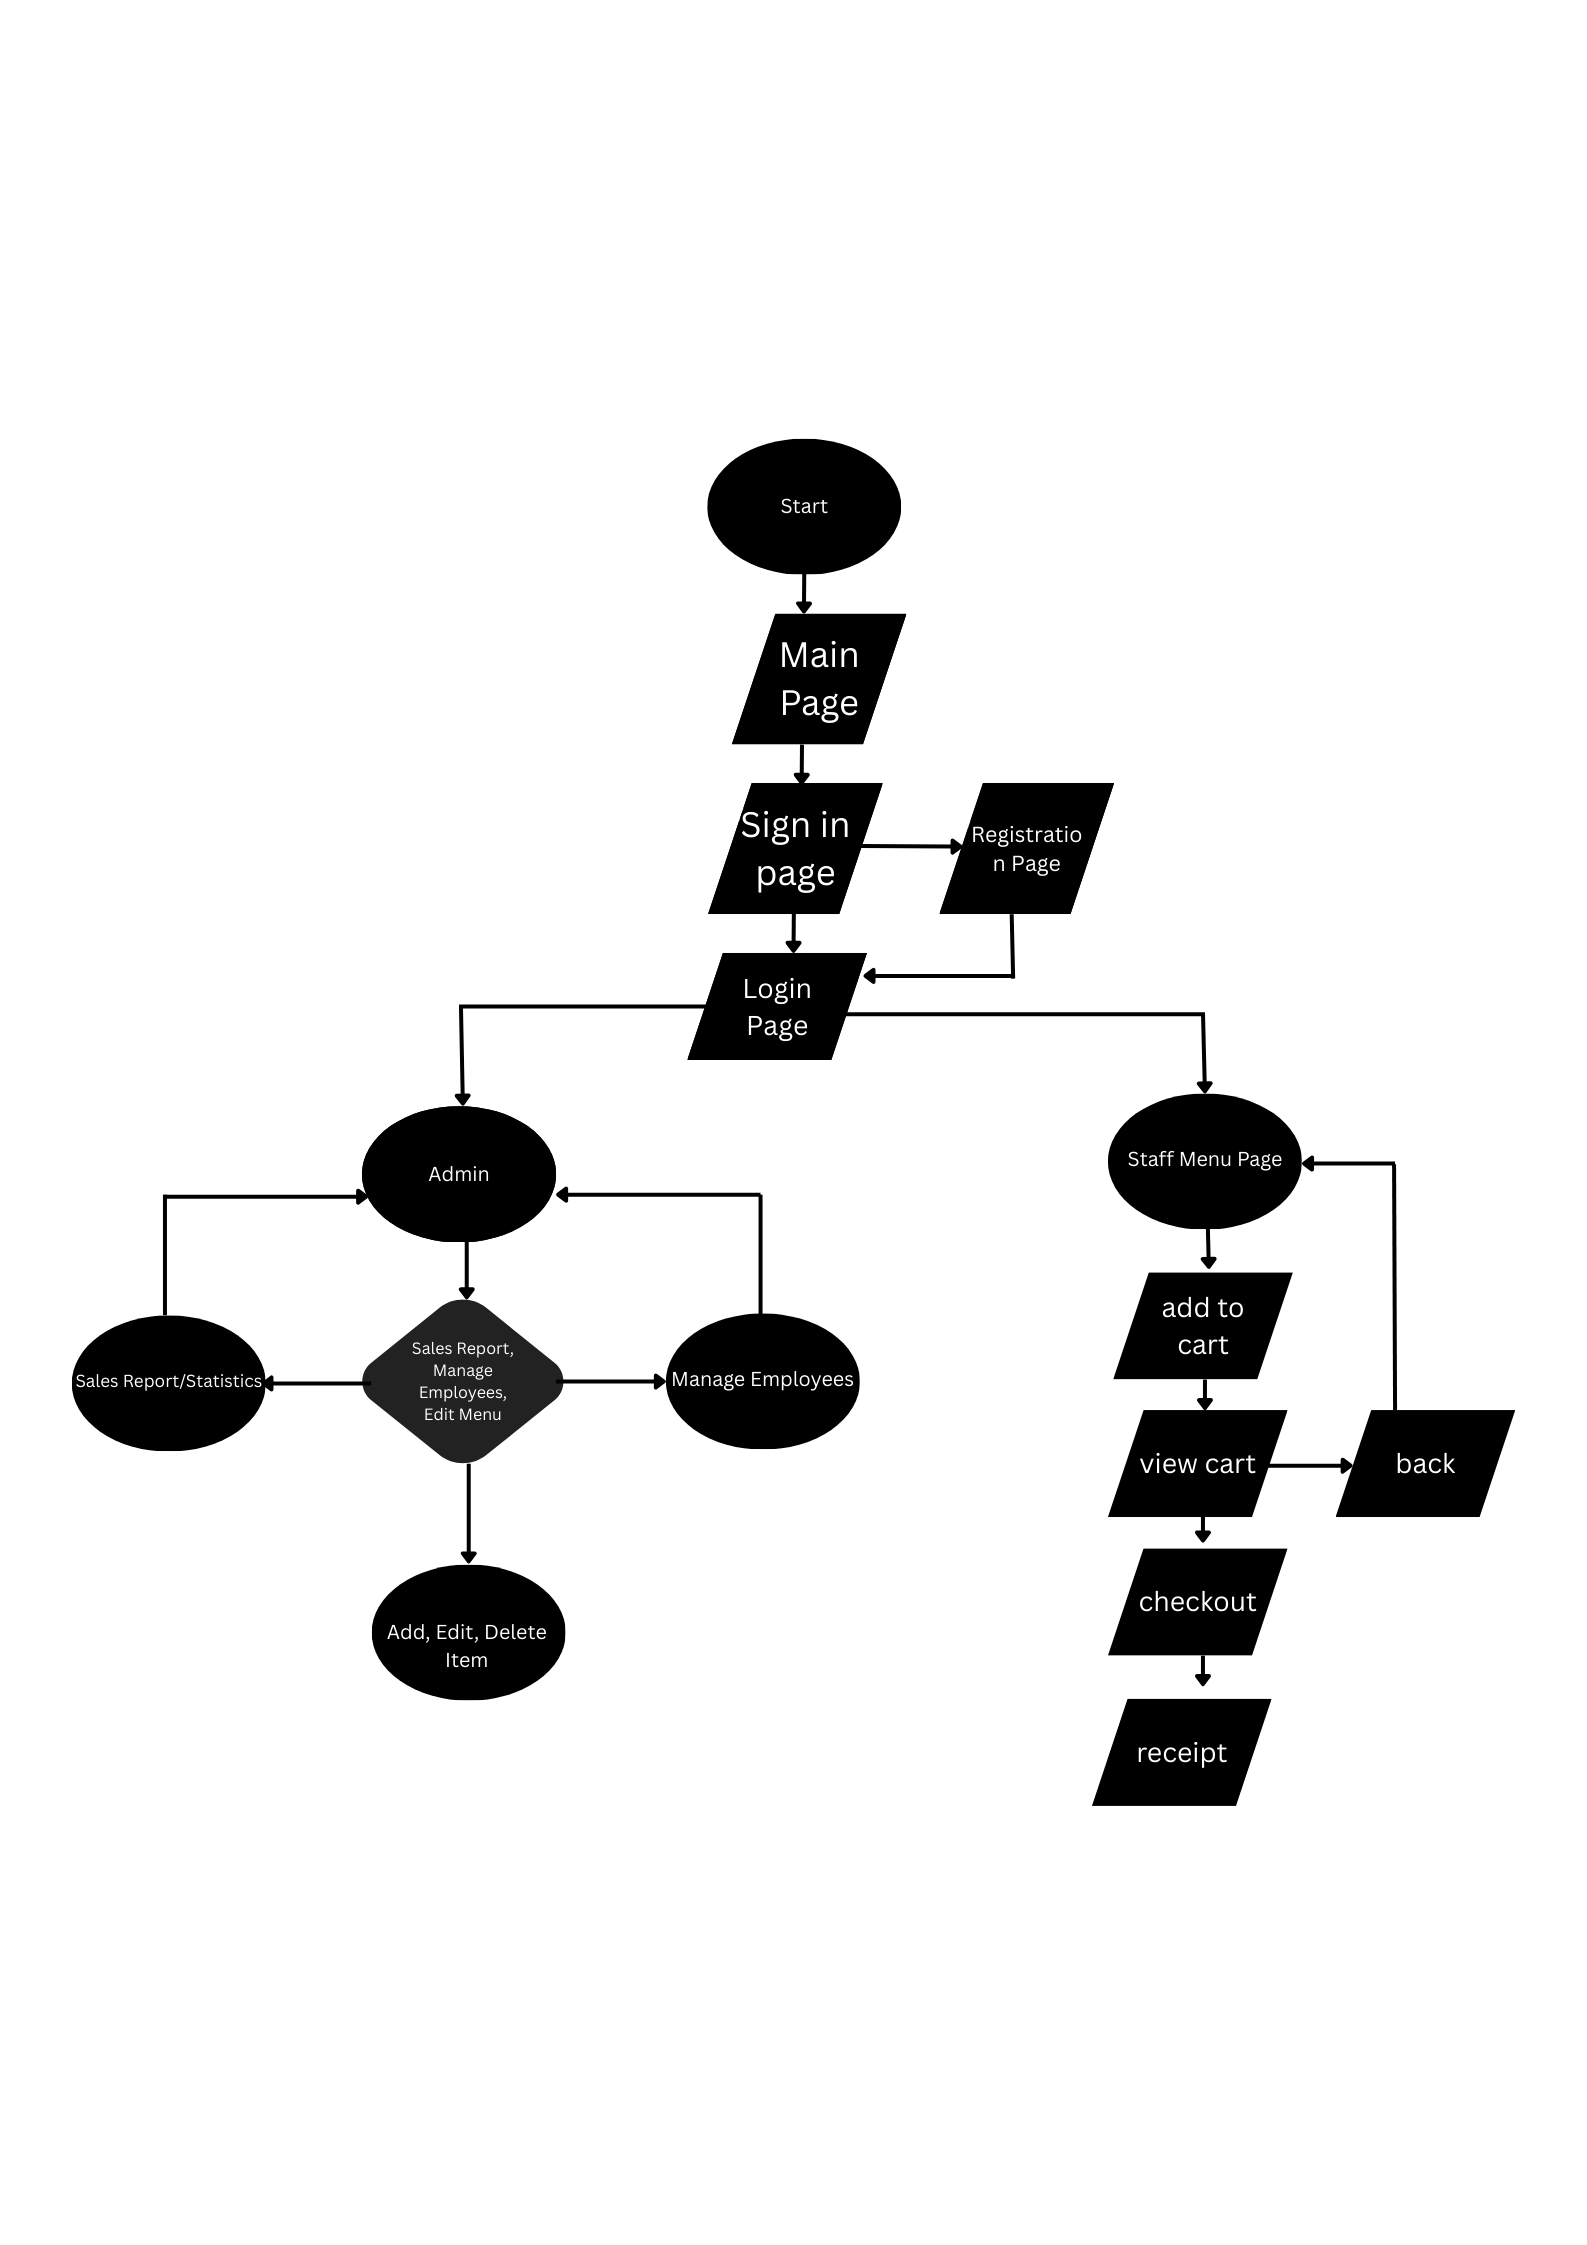 Start
Main
Page
Sign in
page
Registratio
n Page
Login
Page
Admin
Staff Menu Page
Sales Report,
Manage
Employees,
Edit Menu
Sales Report/Statistics
Manage Employees
Add, Edit, Delete
Item
add to
cart
view cart
back
checkout
receipt